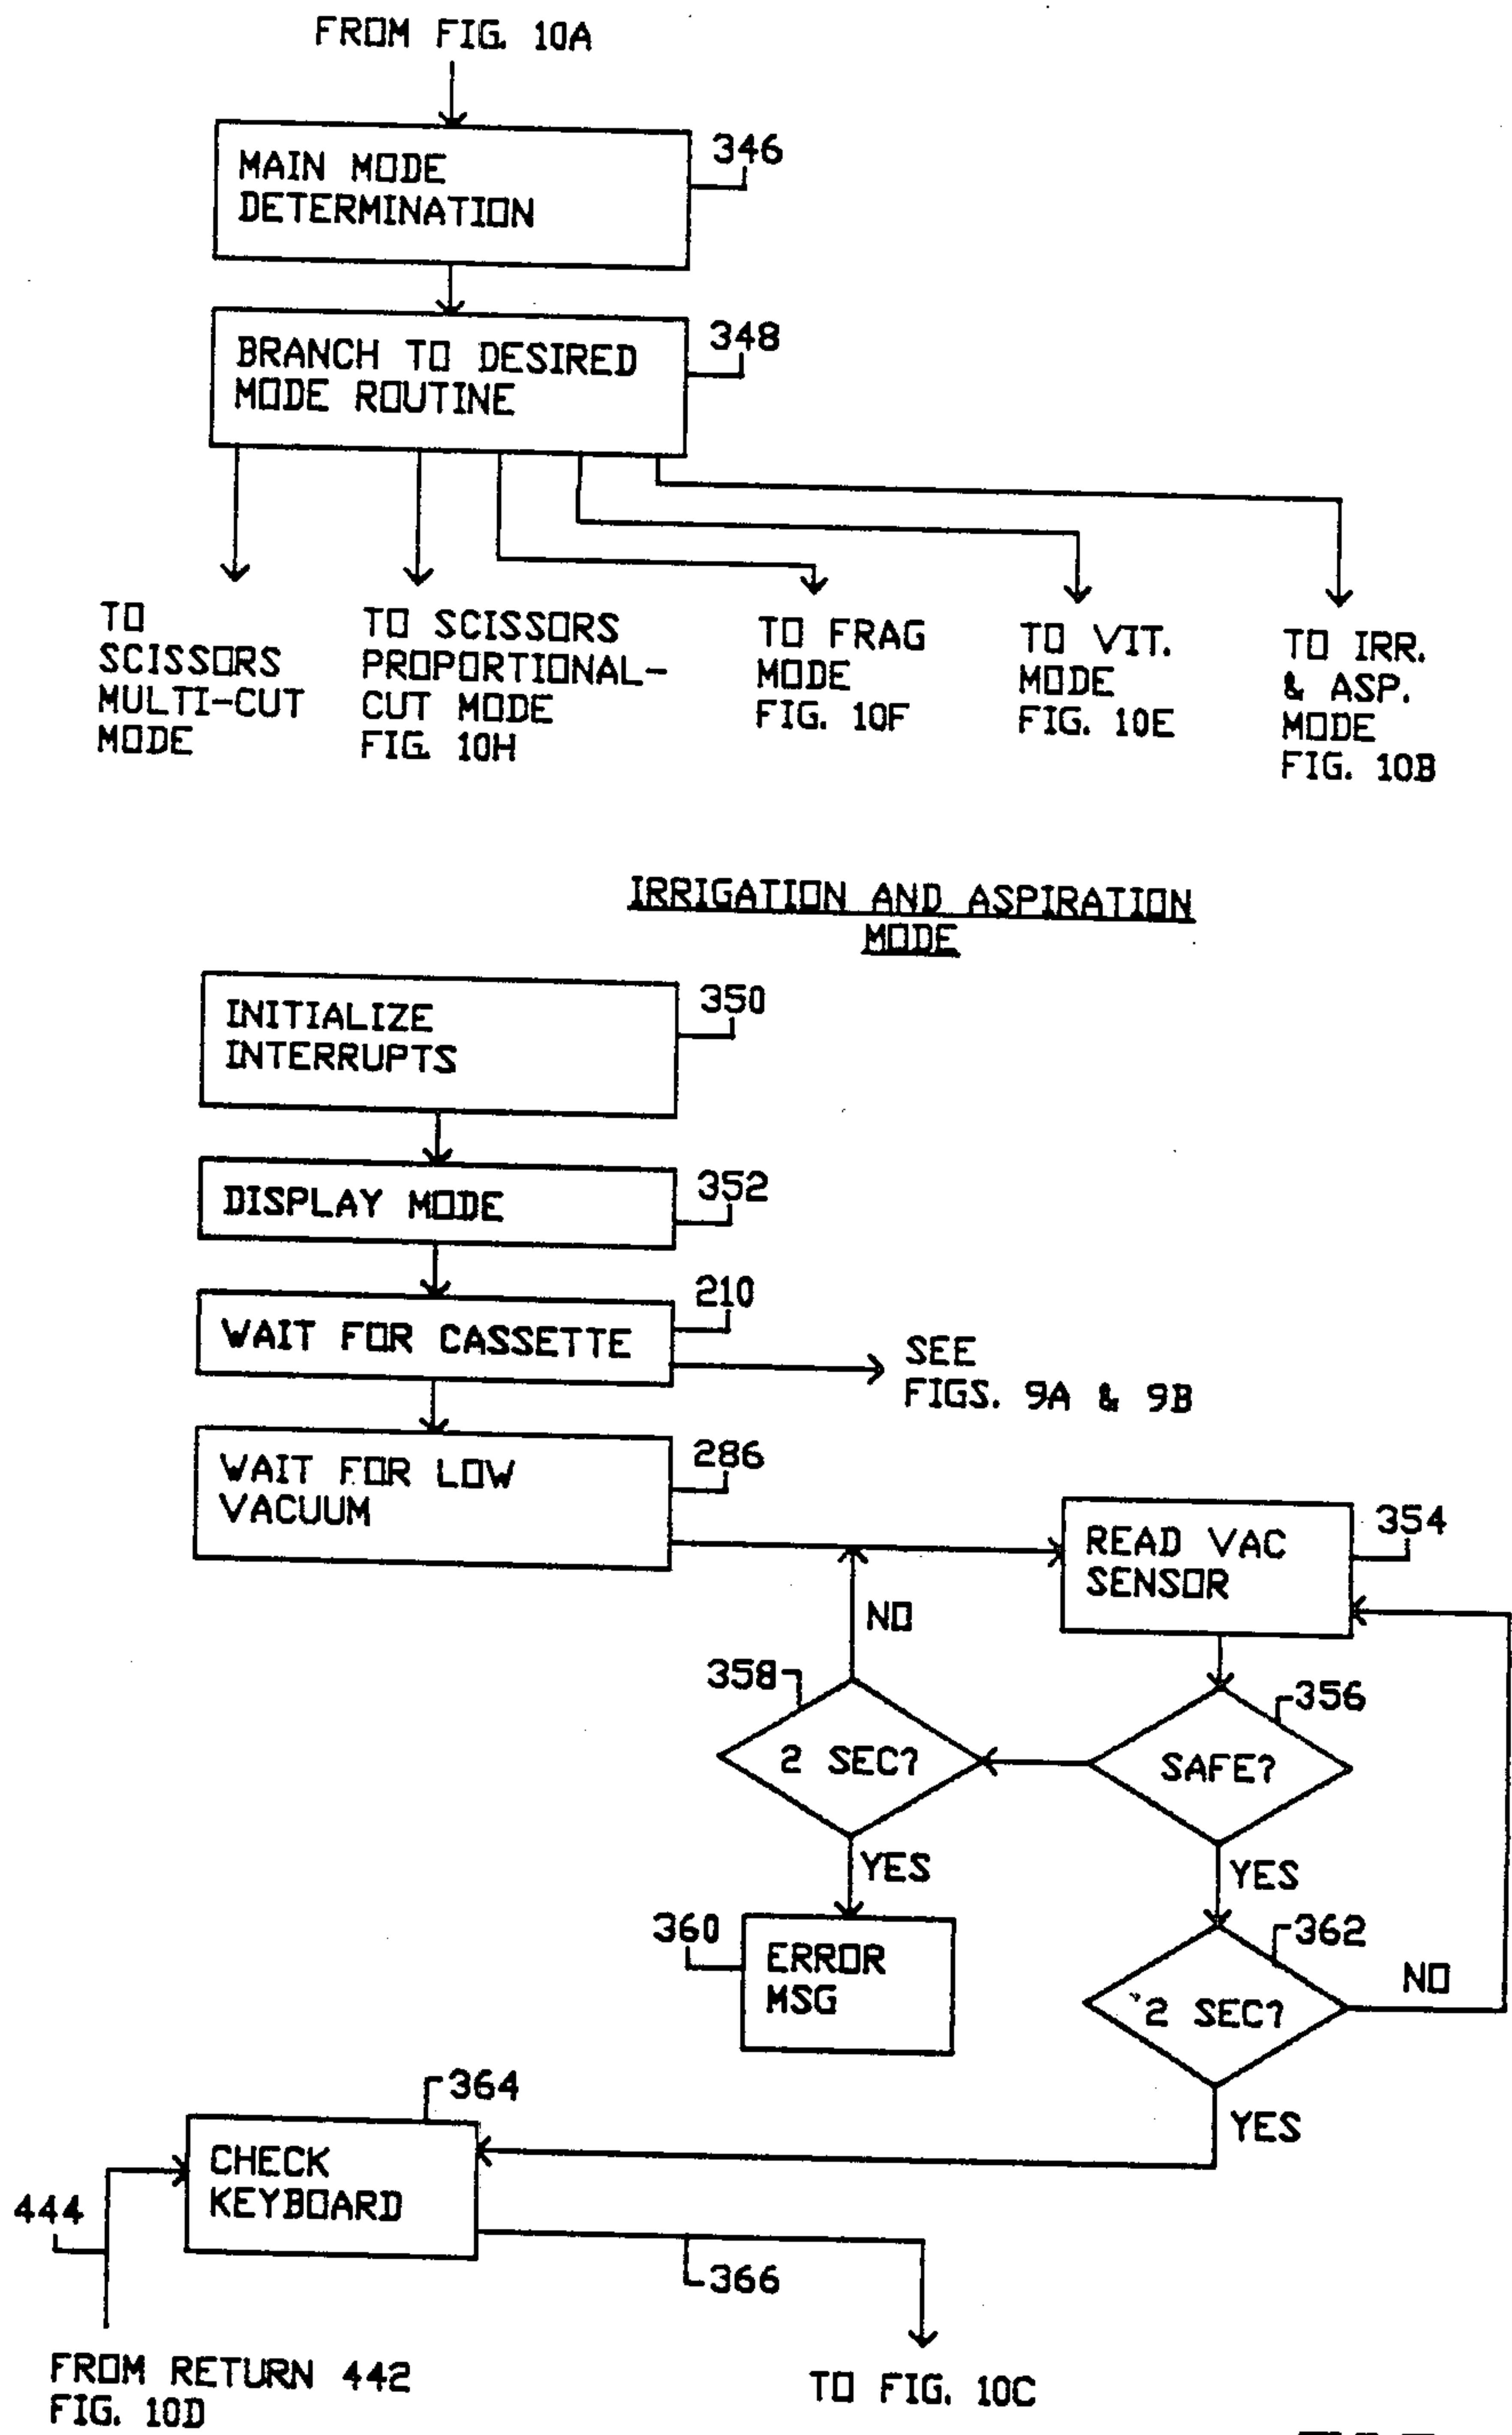 FROM FIG. 10A
MAIN MODE
DETERMINATION
346
BRANCH TO DESIRED
MODE ROUTINE
348
TO
SCISSORS
MULTI-CUT
MODE
TO SCISSORS
PROPORTIONAL-
CUT MODE
FIG. 10H
TO FRAG
MODE
FIG. 10F
TO VIT.
MODE
FIG. 10E
TO IRR.
& ASP.
MODE
FIG. 10B
IRRIGATION AND ASPIRATION
MODE
INITIALIZE
INTERRUPTS
350
DISPLAY MODE
352
WAIT FOR CASSETTE
210
SEE
FIGS. 9A & 9B
WAIT FOR LOW
VACUUM
286
READ VAC
SENSOR
354
NO
358
2 SEC?
356
SAFE?
YES
YES
360
ERROR
MSG
362
2 SEC?
NO
YES
364
CHECK
KEYBOARD
444
366
FROM RETURN 442
FIG. 10D
TO FIG. 10C